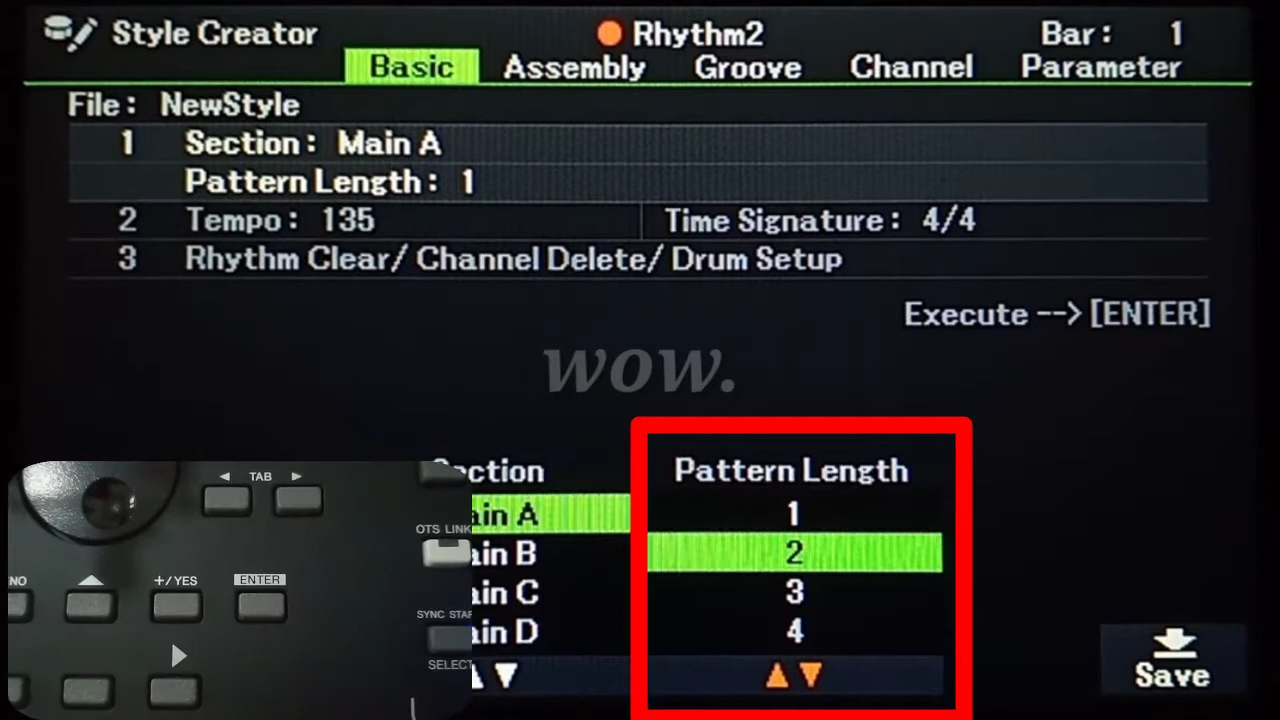 Style Creator
Rhythm2
Bar: 1
Basic
Assembly
Groove
Channel
Parameter
File: NewStyle
1 Section: Main A
Pattern Length: 1
2 Tempo: 135
Time Signature: 4/4
3 Rhythm Clear/ Channel Delete/ Drum Setup
Execute --> [ENTER]
wow.
Section
Pattern Length
ain A
1
ain B
2
ain C
3
ain D
4
Save
TAB
OTS LINK
NO
+/YES
ENTER
SYNC STAR
SELECT